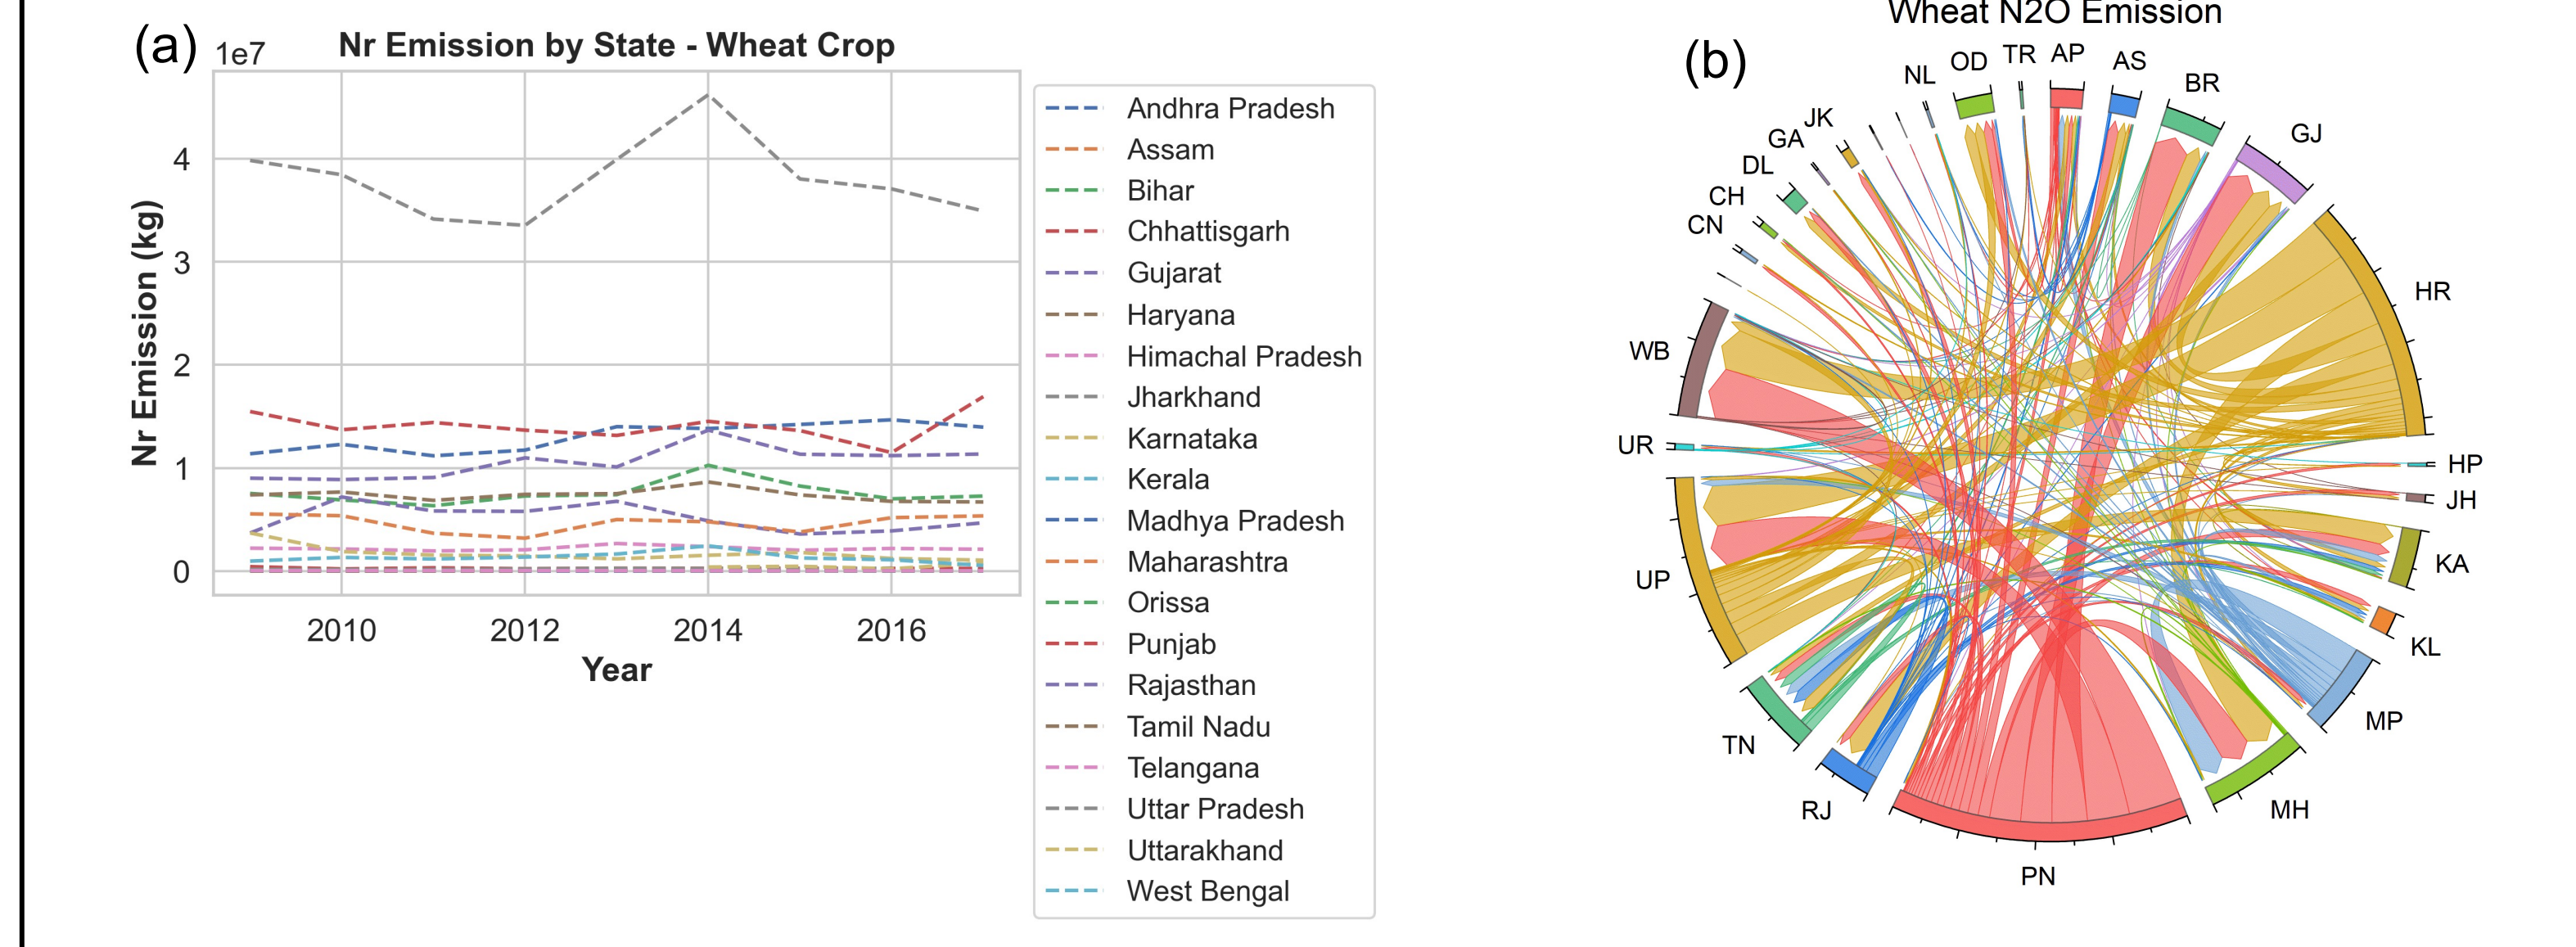 (a)
1e7
Nr Emission by State - Wheat Crop
Nr Emission (kg)
4
3
2
1
0
2010
2012
2014
2016
Year
Andhra Pradesh
Assam
Bihar
Chhattisgarh
Gujarat
Haryana
Himachal Pradesh
Jharkhand
Karnataka
Kerala
Madhya Pradesh
Maharashtra
Orissa
Punjab
Rajasthan
Tamil Nadu
Telangana
Uttar Pradesh
Uttarakhand
West Bengal
(b)
Wheat N2O Emission
NL
OD
TR
AP
AS
BR
GJ
HR
HP
JH
KA
KL
MP
MH
PN
RJ
TN
UP
UR
WB
CN
CH
DL
GA
JK